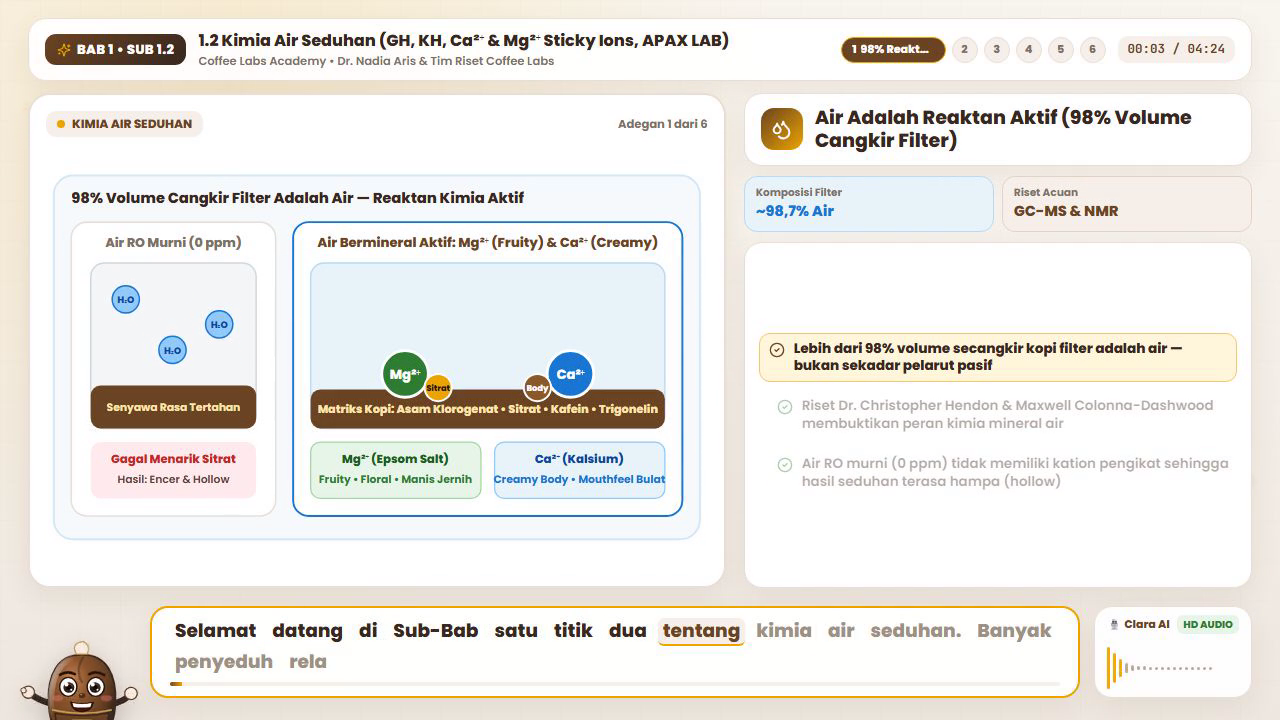 BAB 1 • SUB 1.2
1.2 Kimia Air Seduhan (GH, KH, Ca²⁺ & Mg²⁺ Sticky Ions, APAX LAB)
Coffee Labs Academy • Dr. Nadia Aris & Tim Riset Coffee Labs
1 98% Reakt...
2
3
4
5
6
00:03 / 04:24
KIMIA AIR SEDUHAN
Adegan 1 dari 6
98% Volume Cangkir Filter Adalah Air — Reaktan Kimia Aktif
Air RO Murni (0 ppm)
H₂O
H₂O
H₂O
Senyawa Rasa Tertahan
Gagal Menarik Sitrat
Hasil: Encer & Hollow
Air Bermineral Aktif: Mg²⁺ (Fruity) & Ca²⁺ (Creamy)
Mg²⁺
Sitrat
Body
Ca²⁺
Matriks Kopi: Asam Klorogenat • Sitrat • Kafein • Trigonelin
Mg²⁺ (Epsom Salt)
Fruity • Floral • Manis Jernih
Ca²⁺ (Kalsium)
Creamy Body • Mouthfeel Bulat
Air Adalah Reaktan Aktif (98% Volume
Cangkir Filter)
Komposisi Filter
~98,7% Air
Riset Acuan
GC-MS & NMR
Lebih dari 98% volume secangkir kopi filter adalah air —
bukan sekadar pelarut pasif
Riset Dr. Christopher Hendon & Maxwell Colonna-Dashwood
membuktikan peran kimia mineral air
Air RO murni (0 ppm) tidak memiliki kation pengikat sehingga
hasil seduhan terasa hampa (hollow)
Selamat datang di Sub-Bab satu titik dua tentang kimia air seduhan. Banyak
penyeduh rela
Clara AI
HD AUDIO